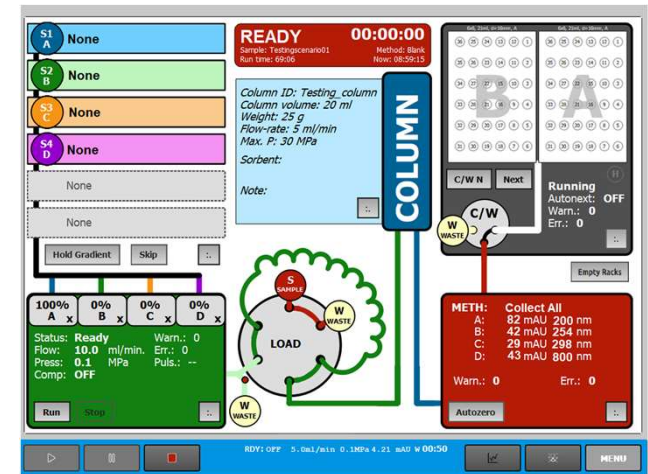 S1
A
None
S2
B
None
S3
C
None
S4
D
None
None
None
Hold Gradient
Skip
:.
READY
00:00:00
Sample: Testingscenario01
Method: Blank
Run time: 69:06
Now: 08:59:15
Column ID: Testing_column
Column volume: 20 ml
Weight: 25 g
Flow-rate: 5 ml/min
Max. P: 30 MPa
Sorbent:
Note:
:.
COLUMN
B
A
C/W N
Next
H
Running
Autonext: OFF
Warn.: 0
Err.: 0
:.
C/W
W
WASTE
Empty Racks
100% 0% 0% 0%
A x B x C x D x
Status: Ready Warn.: 0
Flow: 10.0 ml/min. Err.: 0
Press: 0.1 MPa Puls.: --
Comp: OFF
Run
Stop
:.
S
SAMPLE
W
WASTE
LOAD
W
WASTE
METH: Collect All
A: 82 mAU 200 nm
B: 42 mAU 254 nm
C: 29 mAU 298 nm
D: 43 mAU 800 nm
Warn.: 0 Err.: 0
Autozero
:.
RDY: OFF 5.0ml/min 0.1MPa 4.21 mAU W 00:50
MENU